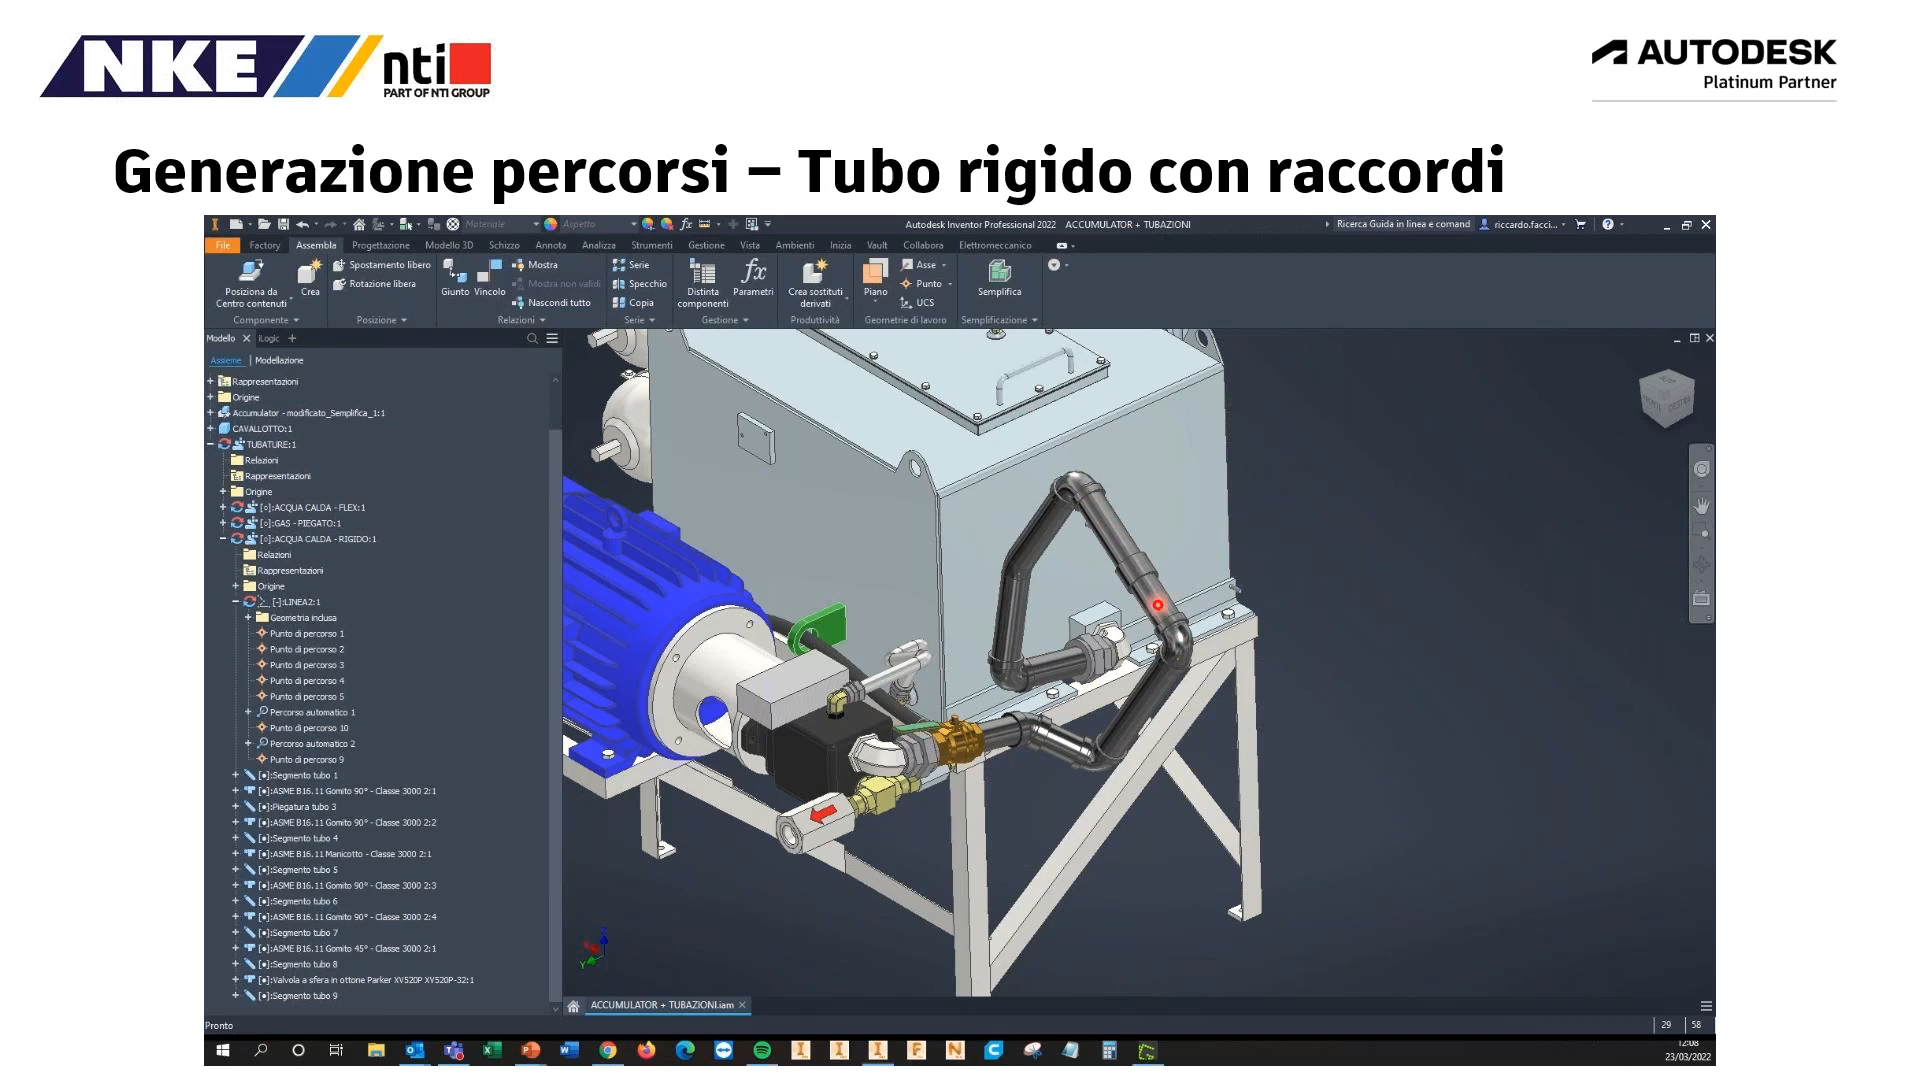 NKE nti
PART OF NTI GROUP
AUTODESK
Platinum Partner
Generazione percorsi – Tubo rigido con raccordi
Materiale Aspetto Autodesk Inventor Professional 2022 ACCUMULATOR + TUBAZIONI Ricerca Guida in linea e comand riccardo.facci...
File Factory Assembla Progettazione Modello 3D Schizzo Annota Analizza Strumenti Gestione Vista Ambienti Inizia Vault Collabora Elettromeccanico
Posiziona da
Centro contenuti
Crea
Componente
Spostamento libero
Rotazione libera
Posizione
Giunto Vincolo
Mostra
Mostra non validi
Nascondi tutto
Relazioni
Serie
Specchio
Copia
Serie
Distinta
componenti
fx
Parametri
Gestione
Crea sostituti
derivati
Produttività
Piano
Asse
Punto
UCS
Geometrie di lavoro
Semplifica
Semplificazione
Modello iLogic
Assieme | Modellazione
Rappresentazioni
Origine
Accumulator - modificato_Semplifica_1:1
CAVALLOTTO:1
TUBATURE:1
Relazioni
Rappresentazioni
Origine
[○]:ACQUA CALDA - FLEX:1
[○]:GAS - PIEGATO:1
[○]:ACQUA CALDA - RIGIDO:1
Relazioni
Rappresentazioni
Origine
[-]:LINEA2:1
Geometria inclusa
Punto di percorso 1
Punto di percorso 2
Punto di percorso 3
Punto di percorso 4
Punto di percorso 5
Percorso automatico 1
Punto di percorso 10
Percorso automatico 2
Punto di percorso 9
[●]:Segmento tubo 1
[●]:ASME B16.11 Gomito 90° - Classe 3000 2:1
[●]:Piegatura tubo 3
[●]:ASME B16.11 Gomito 90° - Classe 3000 2:2
[●]:Segmento tubo 4
[●]:ASME B16.11 Manicotto - Classe 3000 2:1
[●]:Segmento tubo 5
[●]:ASME B16.11 Gomito 90° - Classe 3000 2:3
[●]:Segmento tubo 6
[●]:ASME B16.11 Gomito 90° - Classe 3000 2:4
[●]:Segmento tubo 7
[●]:ASME B16.11 Gomito 45° - Classe 3000 2:1
[●]:Segmento tubo 8
[●]:Valvola a sfera in ottone Parker XV520P XV520P-32:1
[●]:Segmento tubo 9
Z
Y
ACCUMULATOR + TUBAZIONI.iam
Pronto 29 58
12:08
23/03/2022